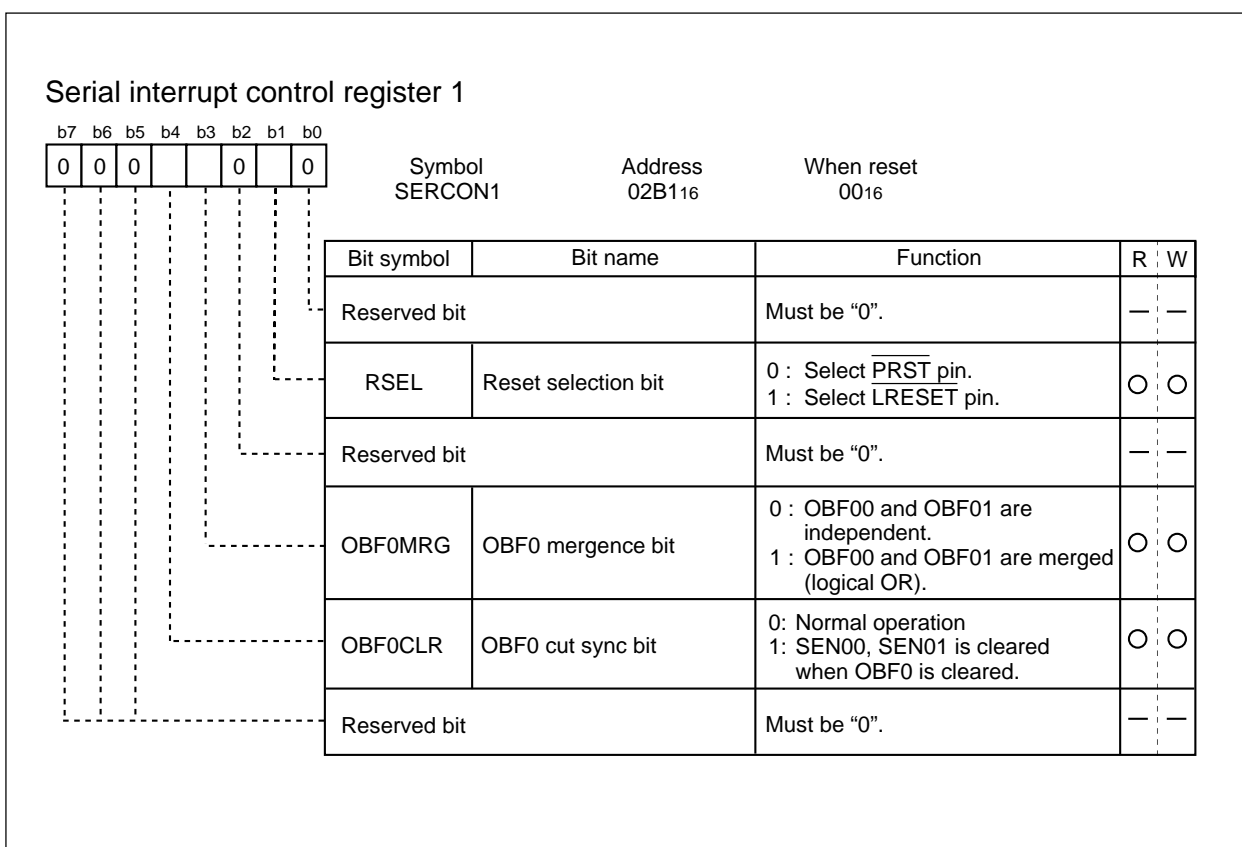 Serial interrupt control register 1
b7 b6 b5 b4 b3 b2 b1 b0
0 0 0 0 0
Symbol Address When reset
SERCON1 02B116 0016
Bit symbol Bit name Function R W
Reserved bit Must be “0”. — —
RSEL Reset selection bit 0 : Select PRST pin.
1 : Select LRESET pin.
Reserved bit Must be “0”. — —
OBF0MRG OBF0 mergence bit 0 : OBF00 and OBF01 are
independent.
1 : OBF00 and OBF01 are merged
(logical OR).
OBF0CLR OBF0 cut sync bit 0: Normal operation
1: SEN00, SEN01 is cleared
when OBF0 is cleared.
Reserved bit Must be “0”. — —